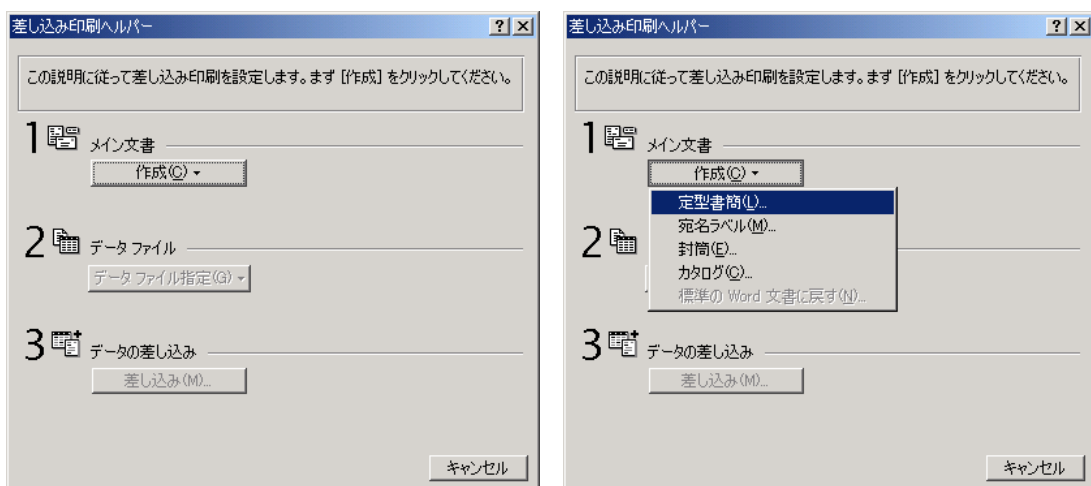 差し込み印刷ヘルパー
この説明に従って差し込み印刷を設定します。まず [作成] をクリックしてください。
1 メイン文書
作成(C)
2 データ ファイル
データ ファイル指定(G)
3 データの差し込み
差し込み(M)...
キャンセル
差し込み印刷ヘルパー
この説明に従って差し込み印刷を設定します。まず [作成] をクリックしてください。
1 メイン文書
作成(C)
定型書簡(L)...
宛名ラベル(M)...
2
封筒(E)...
カタログ(C)...
標準の Word 文書に戻す(N)...
3 データの差し込み
差し込み(M)...
キャンセル